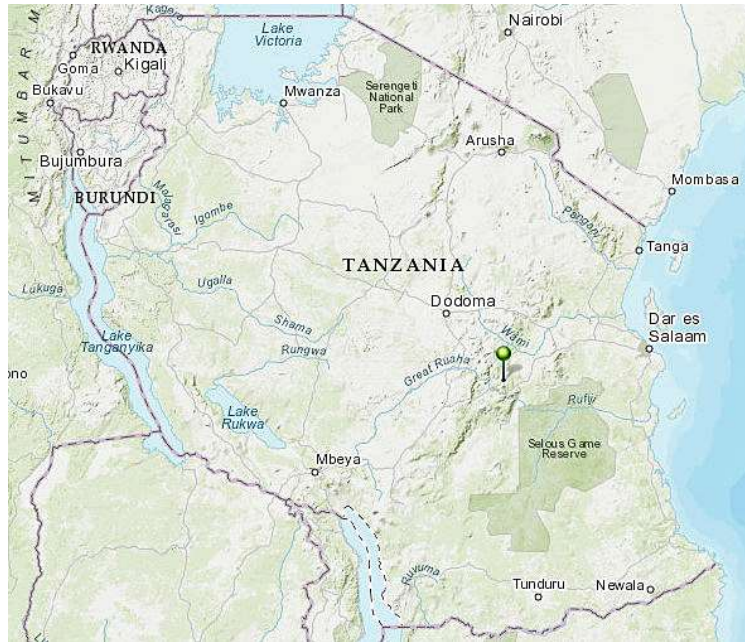 Kagera
Lake
Victoria
Nairobi
RWANDA
Goma
Kigali
Bukavu
MITUMBAR M
Mwanza
Serengeti
National
Park
Arusha
Bujumbura
Mombasa
BURUNDI
Malagarasi
Igombe
Pangani
Tanga
TANZANIA
Ugalla
Lukuga
Dodoma
Shama
Wami
Dar es
Salaam
Lake
Tanganyika
Rungwa
Great Ruaha
ono
Lake
Rukwa
Rufiji
Selous Game
Reserve
Mbeya
Ruvuma
Tunduru
Newala